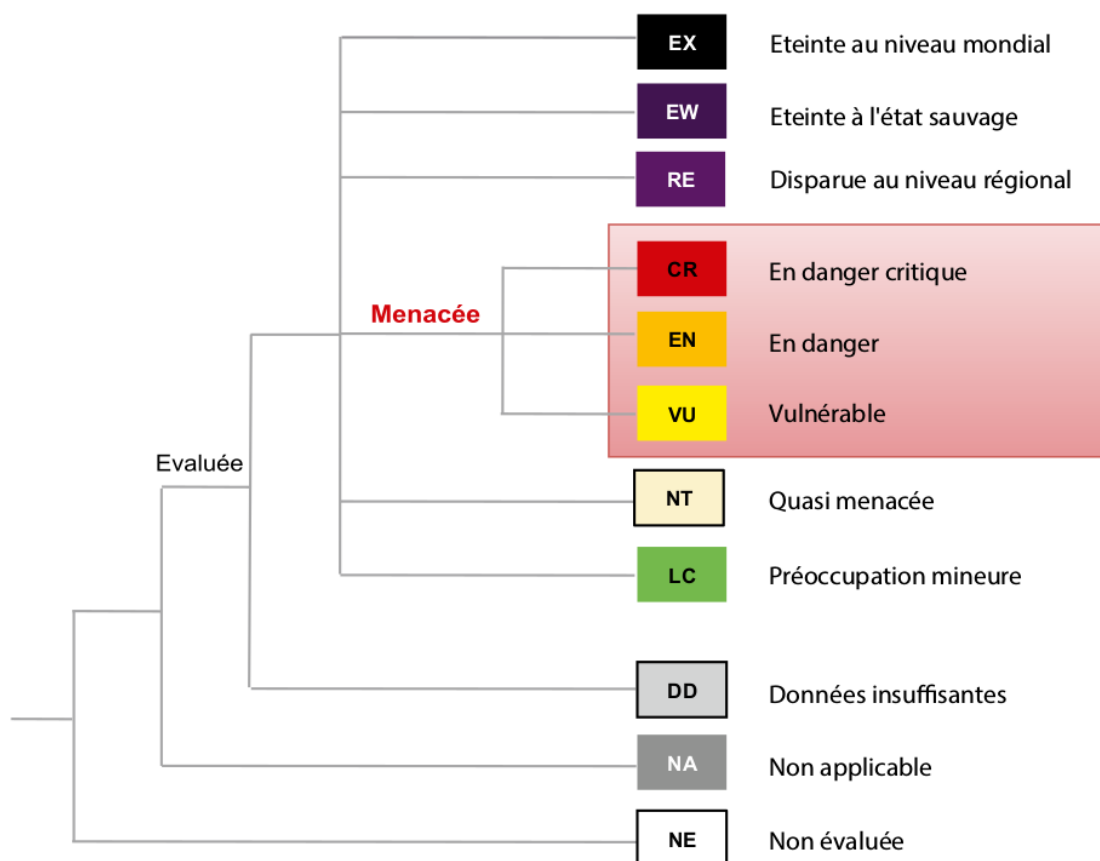 EX Eteinte au niveau mondial
EW Eteinte à l'état sauvage
RE Disparue au niveau régional
CR En danger critique
Menacée
EN En danger
VU Vulnérable
Evaluée
NT Quasi menacée
LC Préoccupation mineure
DD Données insuffisantes
NA Non applicable
NE Non évaluée